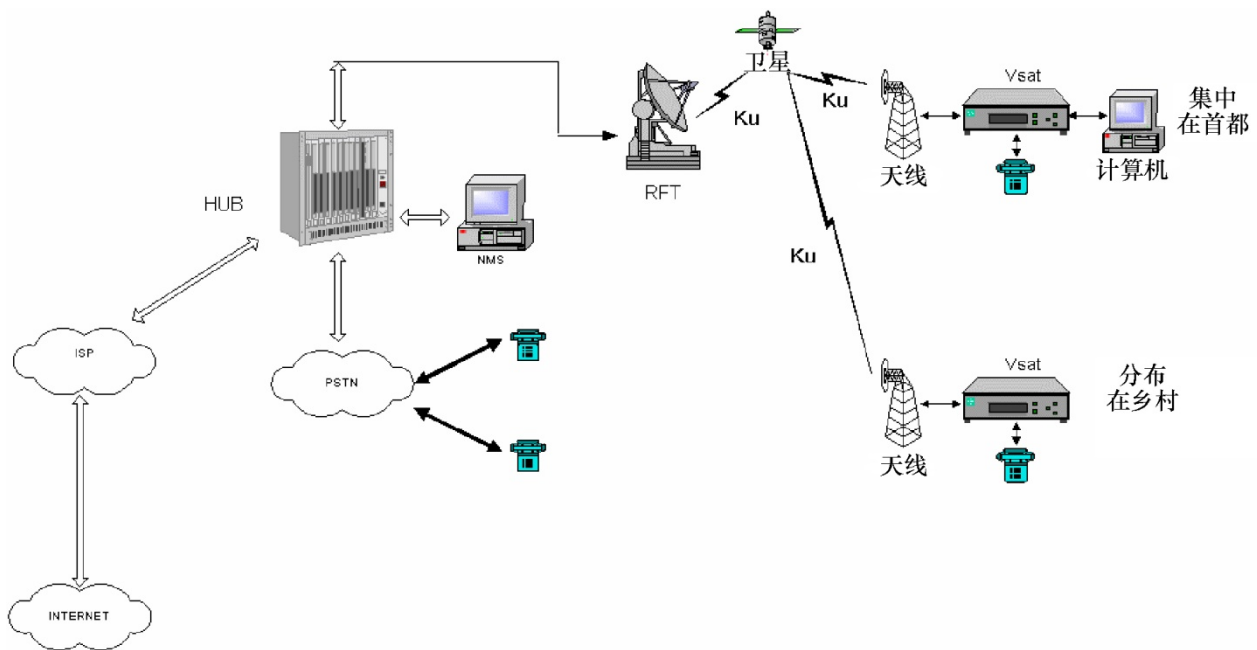 卫星
Vsat
Ku
Ku
集中
在首都
天线
计算机
RFT
HUB
NMS
Ku
ISP
PSTN
Vsat
分布
在乡村
天线
INTERNET